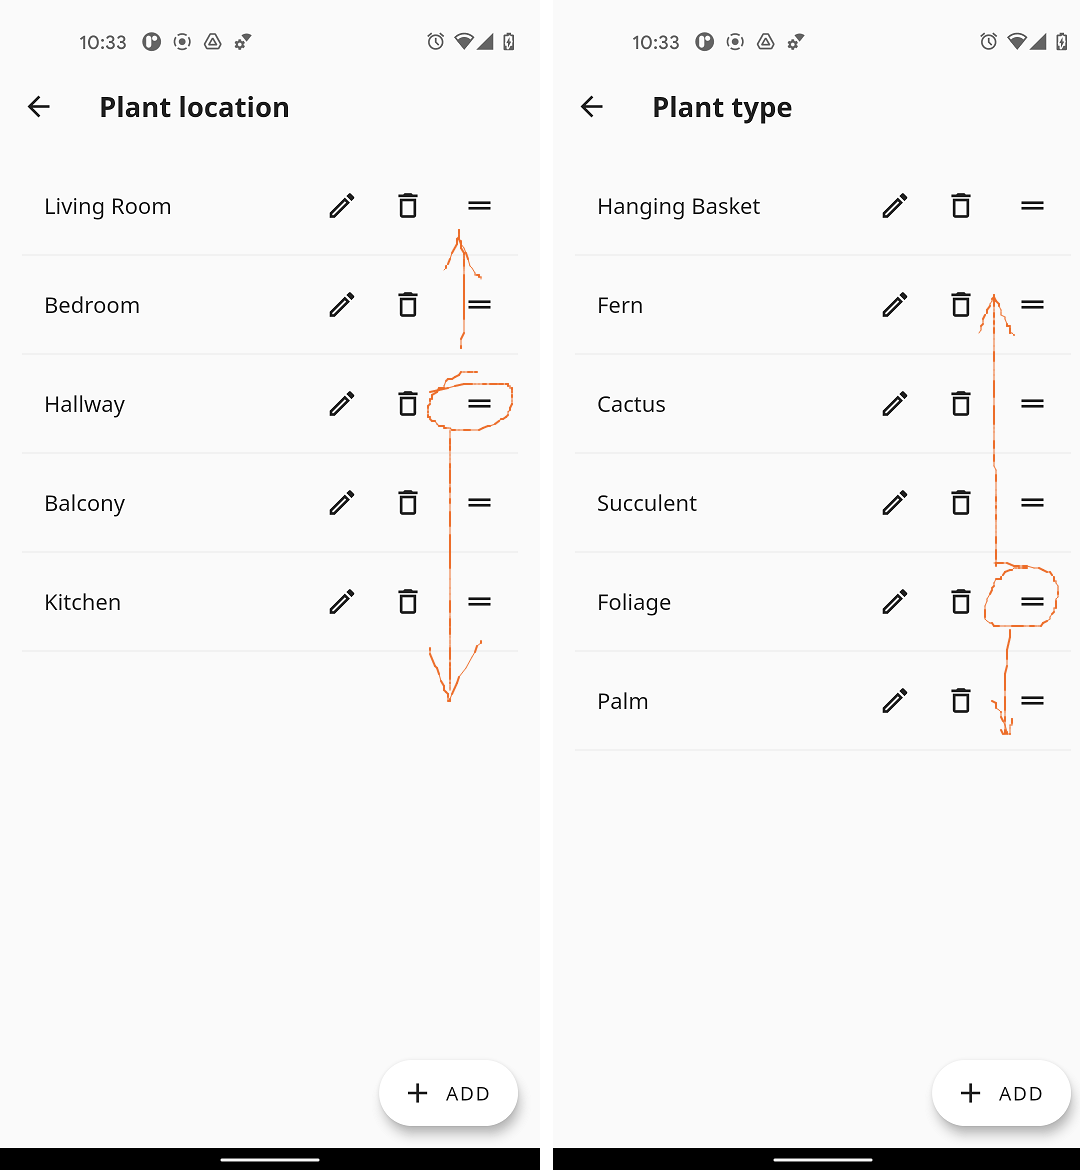 10:33
Plant location
Living Room
Bedroom
Hallway
Balcony
Kitchen
ADD
10:33
Plant type
Hanging Basket
Fern
Cactus
Succulent
Foliage
Palm
ADD